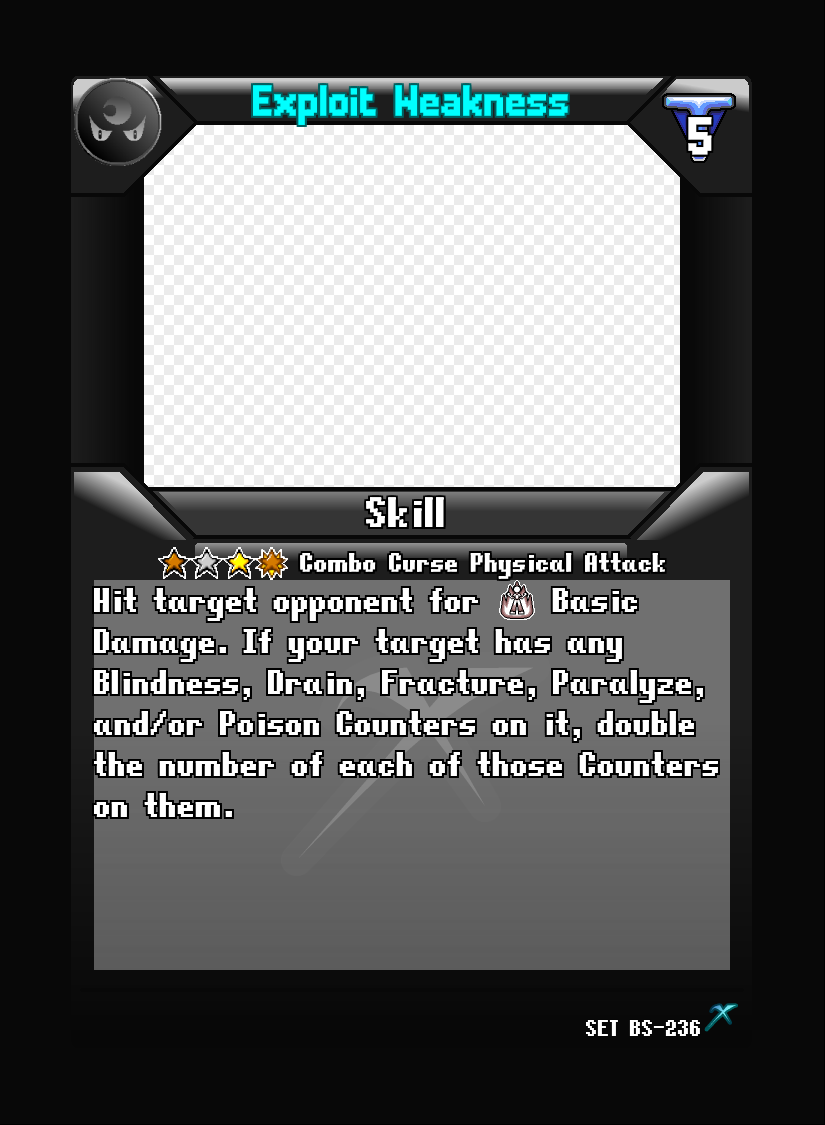 Exploit Weakness
5
Skill
Combo Curse Physical Attack
Hit target opponent for A Basic
Damage. If your target has any
Blindness, Drain, Fracture, Paralyze,
and/or Poison Counters on it, double
the number of each of those Counters
on them.
SET BS-236